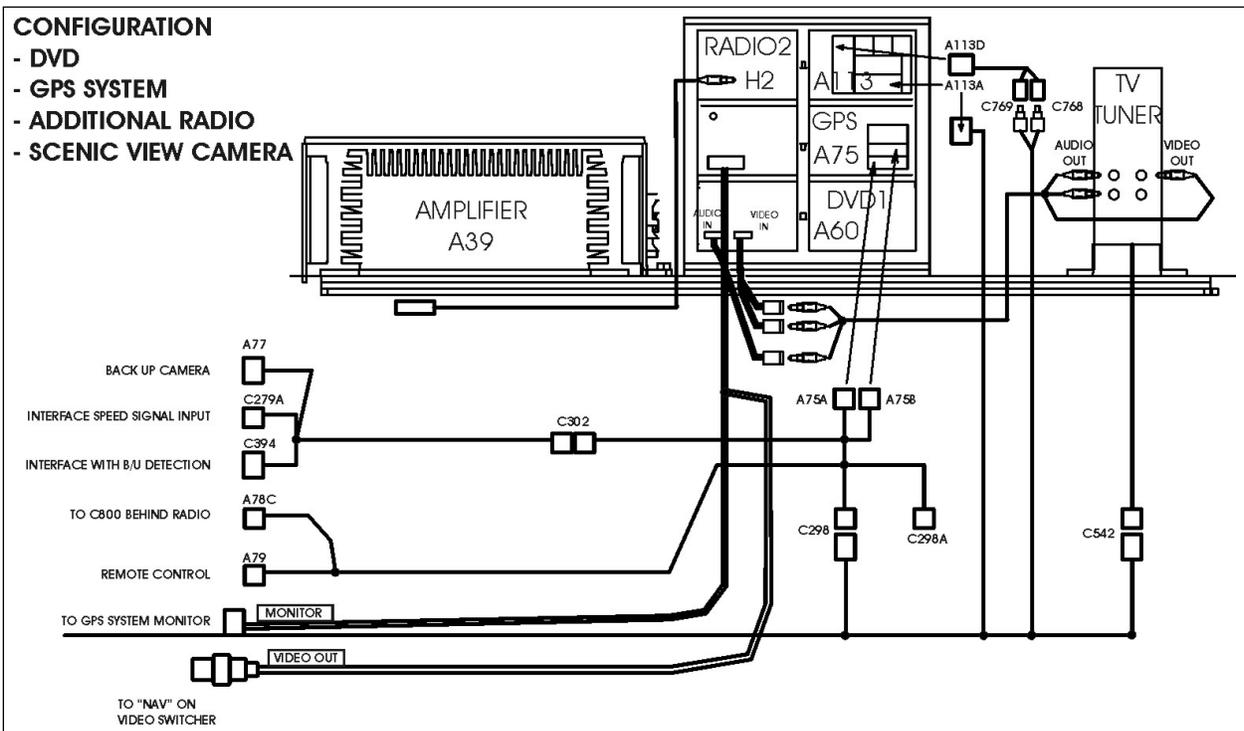 CONFIGURATION
- DVD
- GPS SYSTEM
- ADDITIONAL RADIO
- SCENIC VIEW CAMERA
RADIO2
H2
A113
GPS
A75
DVD1
A60
AUDIO
IN
VIDEO
IN
AMPLIFIER
A39
A113D
A113A
C769
C768
TV
TUNER
AUDIO
OUT
VIDEO
OUT
A77
BACK UP CAMERA
C279A
INTERFACE SPEED SIGNAL INPUT
C394
INTERFACE WITH B/U DETECTION
A78C
TO C800 BEHIND RADIO
A79
REMOTE CONTROL
C302
A75A
A75B
C298
C298A
C542
TO GPS SYSTEM MONITOR
MONITOR
VIDEO OUT
TO "NAV" ON
VIDEO SWITCHER